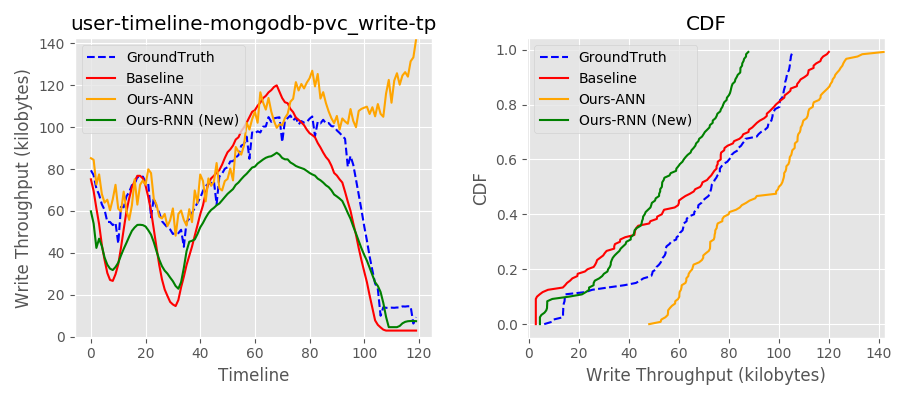 user-timeline-mongodb-pvc_write-tp
GroundTruth
Baseline
Ours-ANN
Ours-RNN (New)
Write Throughput (kilobytes)
140
120
100
80
60
40
20
0
0 20 40 60 80 100 120
Timeline
CDF
GroundTruth
Baseline
Ours-ANN
Ours-RNN (New)
CDF
1.0
0.8
0.6
0.4
0.2
0.0
0 20 40 60 80 100 120 140
Write Throughput (kilobytes)